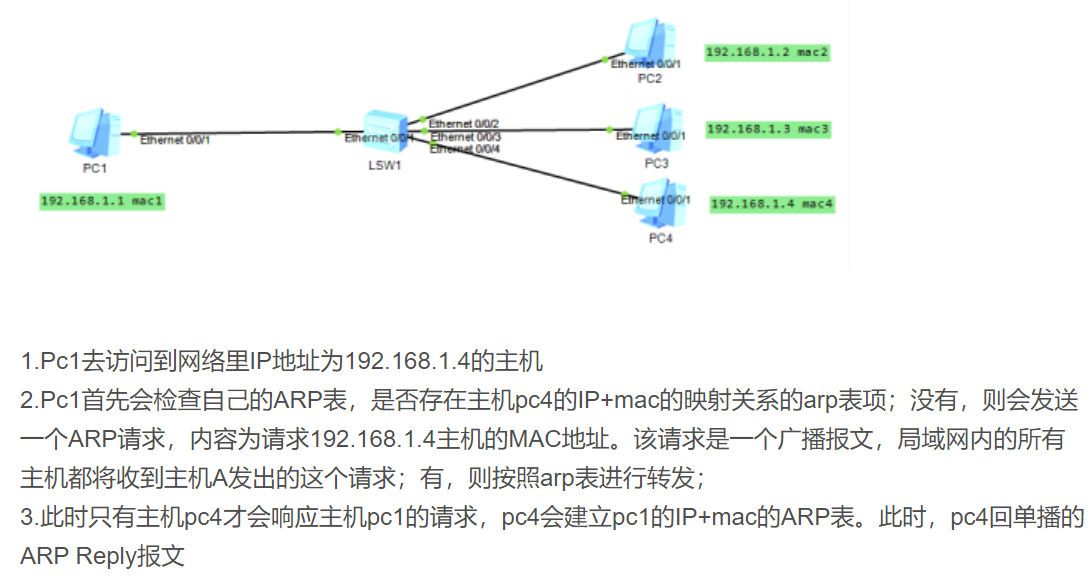 Ethernet 0/0/1
PC2
192.168.1.2 mac2
Ethernet 0/0/1
PC1
192.168.1.1 mac1
Ethernet 0/0/1
LSW1
Ethernet 0/0/2
Ethernet 0/0/3
Ethernet 0/0/4
Ethernet 0/0/1
PC3
192.168.1.3 mac3
Ethernet 0/0/1
PC4
192.168.1.4 mac4
1.Pc1去访问到网络里IP地址为192.168.1.4的主机
2.Pc1首先会检查自己的ARP表，是否存在主机pc4的IP+mac的映射关系的arp表项；没有，则会发送
一个ARP请求，内容为请求192.168.1.4主机的MAC地址。该请求是一个广播报文，局域网内的所有
主机都将收到主机A发出的这个请求；有，则按照arp表进行转发；
3.此时只有主机pc4才会响应主机pc1的请求，pc4会建立pc1的IP+mac的ARP表。此时，pc4回单播的
ARP Reply报文